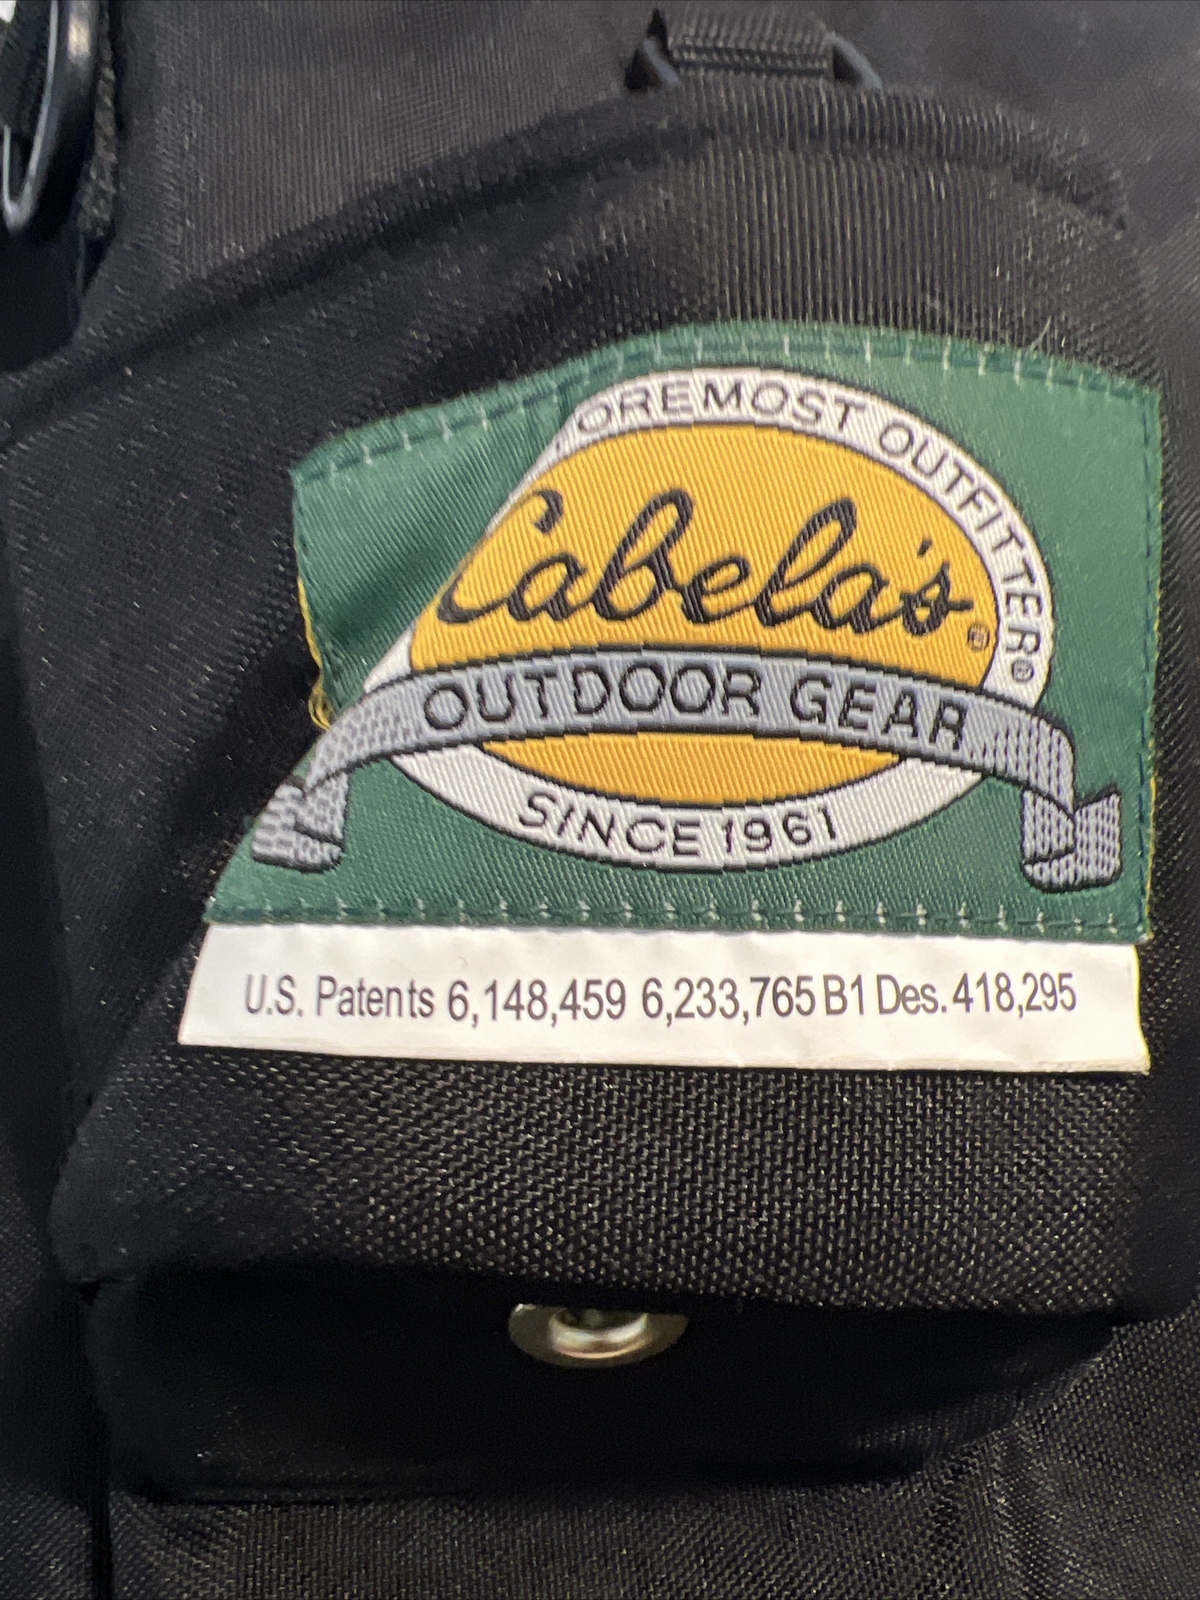 OREMOST OUTFITTER®
Cabela's®
OUTDOOR GEAR
SINCE 1961
U.S. Patents 6,148,459 6,233,765 B1 Des. 418,295